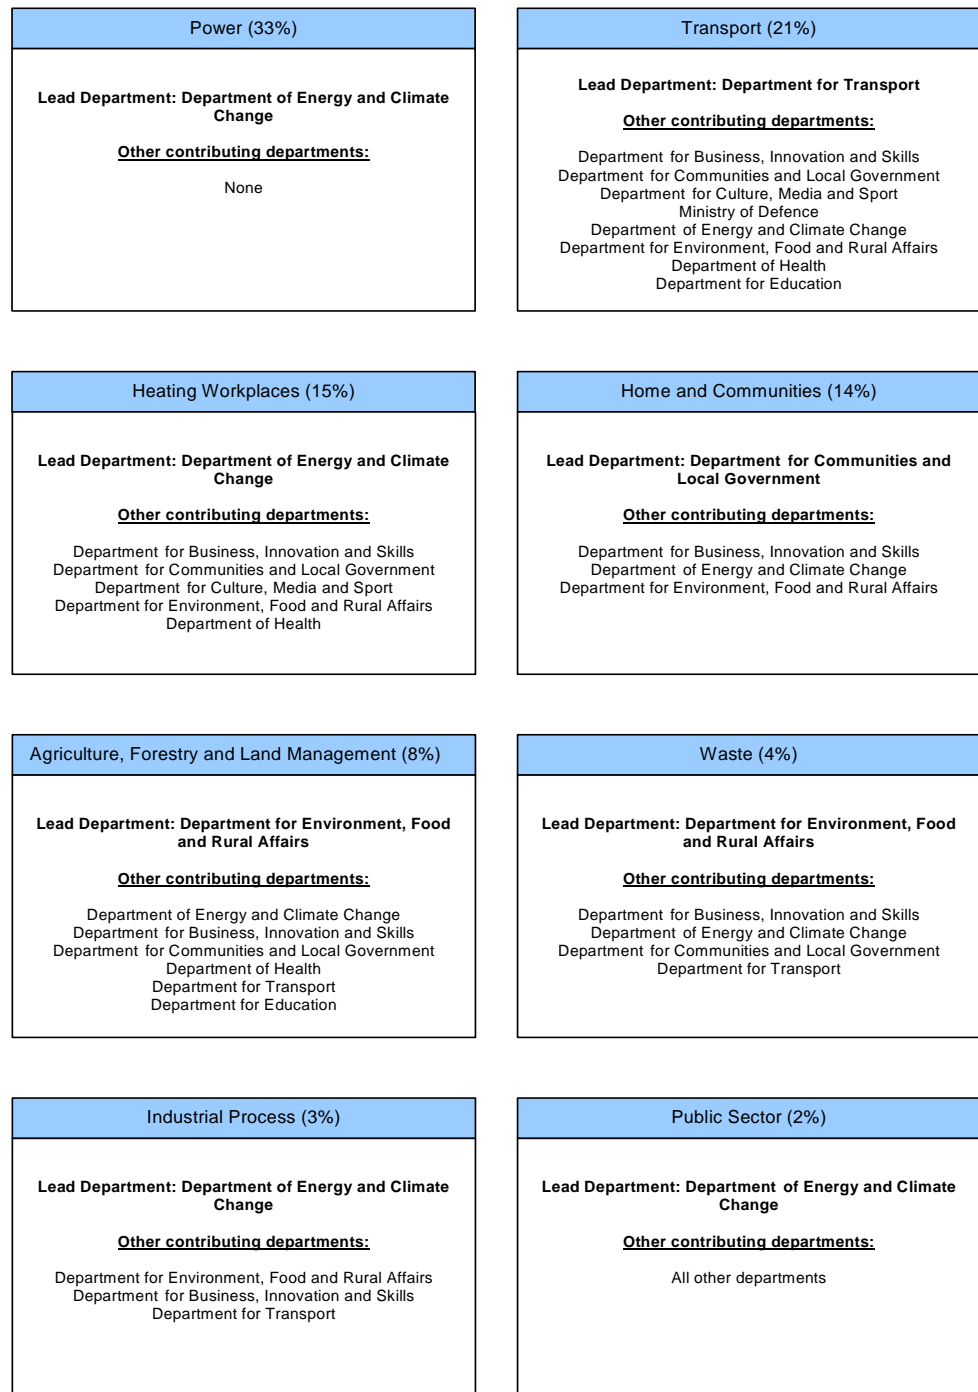 Power (33%)
Lead Department: Department of Energy and Climate
Change
Other contributing departments:
None
Transport (21%)
Lead Department: Department for Transport
Other contributing departments:
Department for Business, Innovation and Skills
Department for Communities and Local Government
Department for Culture, Media and Sport
Ministry of Defence
Department of Energy and Climate Change
Department for Environment, Food and Rural Affairs
Department of Health
Department for Education
Heating Workplaces (15%)
Lead Department: Department of Energy and Climate
Change
Other contributing departments:
Department for Business, Innovation and Skills
Department for Communities and Local Government
Department for Culture, Media and Sport
Department for Environment, Food and Rural Affairs
Department of Health
Home and Communities (14%)
Lead Department: Department for Communities and
Local Government
Other contributing departments:
Department for Business, Innovation and Skills
Department of Energy and Climate Change
Department for Environment, Food and Rural Affairs
Agriculture, Forestry and Land Management (8%)
Lead Department: Department for Environment, Food
and Rural Affairs
Other contributing departments:
Department of Energy and Climate Change
Department for Business, Innovation and Skills
Department for Communities and Local Government
Department of Health
Department for Transport
Department for Education
Waste (4%)
Lead Department: Department for Environment, Food
and Rural Affairs
Other contributing departments:
Department for Business, Innovation and Skills
Department of Energy and Climate Change
Department for Communities and Local Government
Department for Transport
Industrial Process (3%)
Lead Department: Department of Energy and Climate
Change
Other contributing departments:
Department for Environment, Food and Rural Affairs
Department for Business, Innovation and Skills
Department for Transport
Public Sector (2%)
Lead Department: Department of Energy and Climate
Change
Other contributing departments:
All other departments